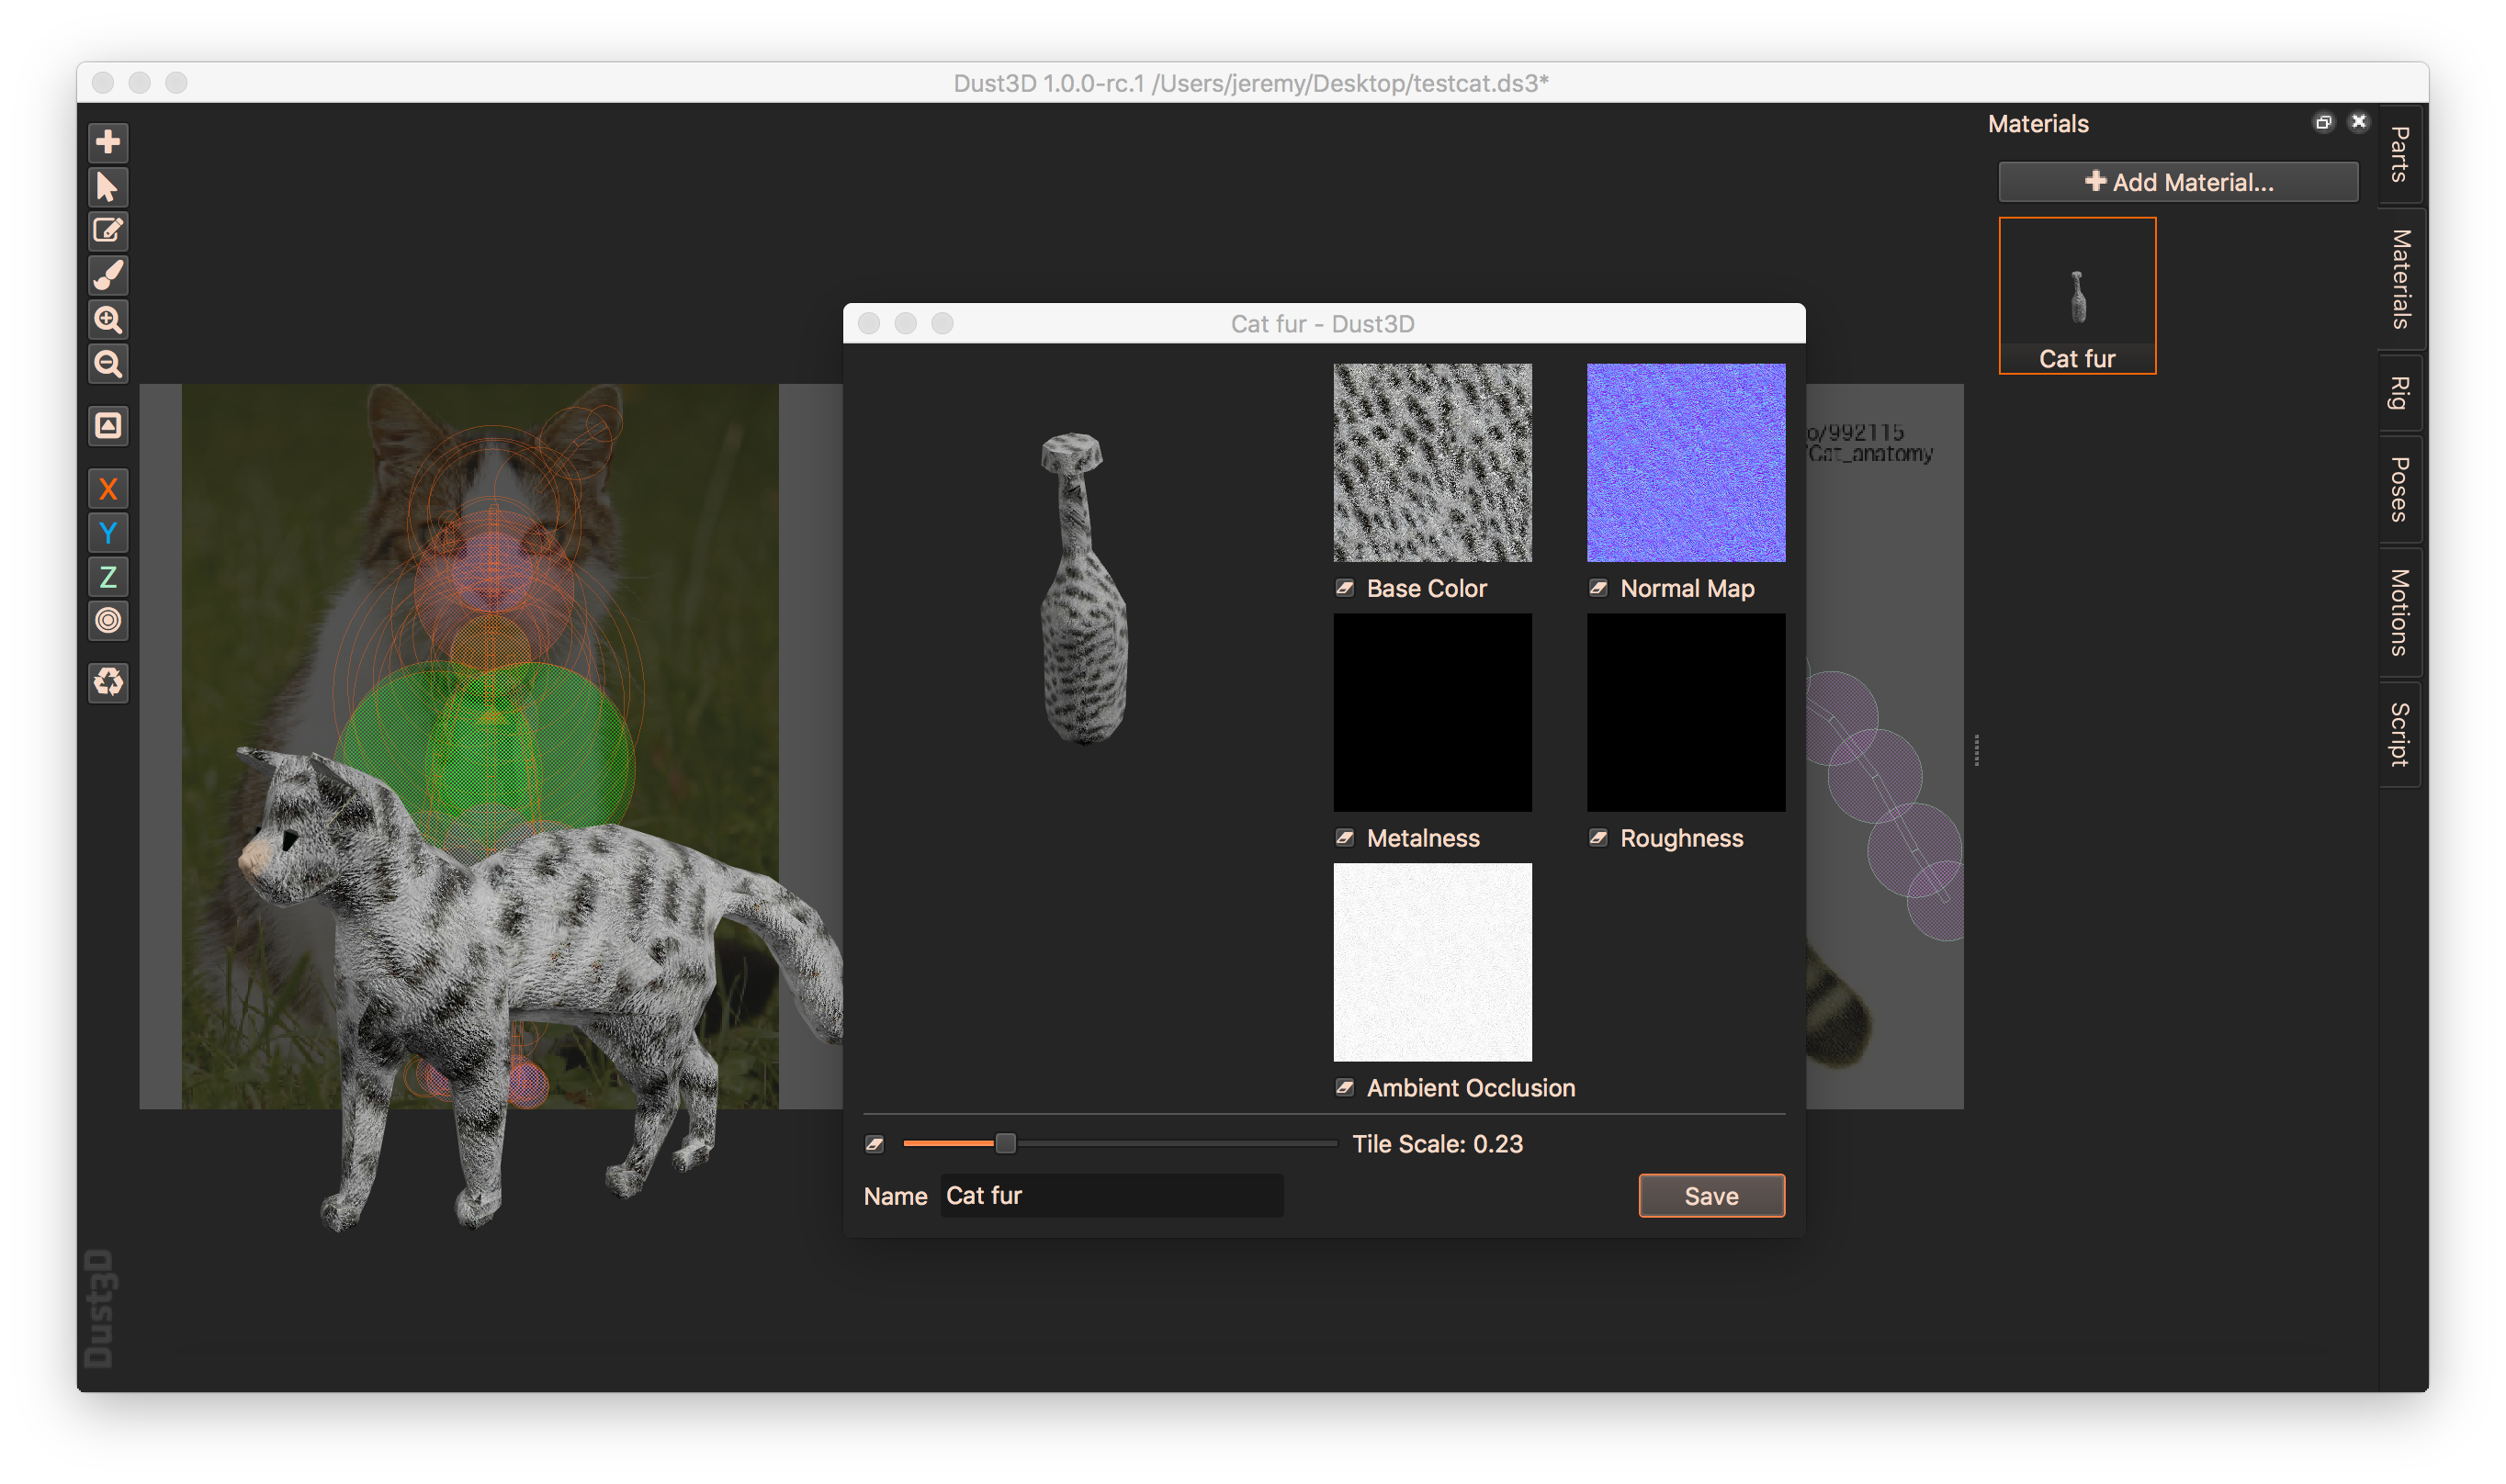 Dust3D 1.0.0-rc.1 /Users/jeremy/Desktop/testcat.ds3*
Materials
Add Material...
Cat fur
Parts
Materials
Rig
Poses
Motions
Script
X
Y
Z
o/992115
/Cat_anatomy
Cat fur - Dust3D
Base Color
Normal Map
Metalness
Roughness
Ambient Occlusion
Tile Scale: 0.23
Name
Cat fur
Save
Dust3D